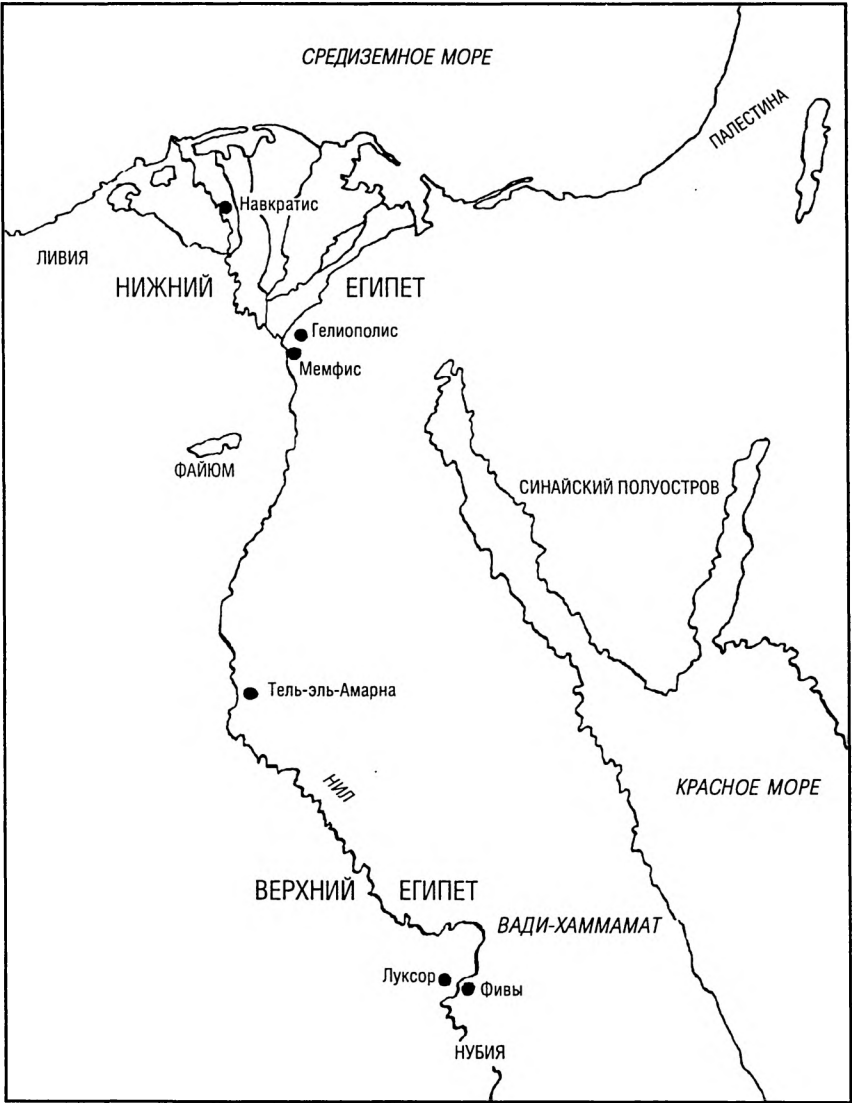 СРЕДИЗЕМНОЕ МОРЕ
ПАЛЕСТИНА
Навкратис
ЛИВИЯ
НИЖНИЙ ЕГИПЕТ
Гелиополис
Мемфис
ФАЙЮМ
СИНАЙСКИЙ ПОЛУОСТРОВ
Тель-эль-Амарна
НИЛ
КРАСНОЕ МОРЕ
ВЕРХНИЙ ЕГИПЕТ
ВАДИ-ХАММАМАТ
Луксор
Фивы
НУБИЯ